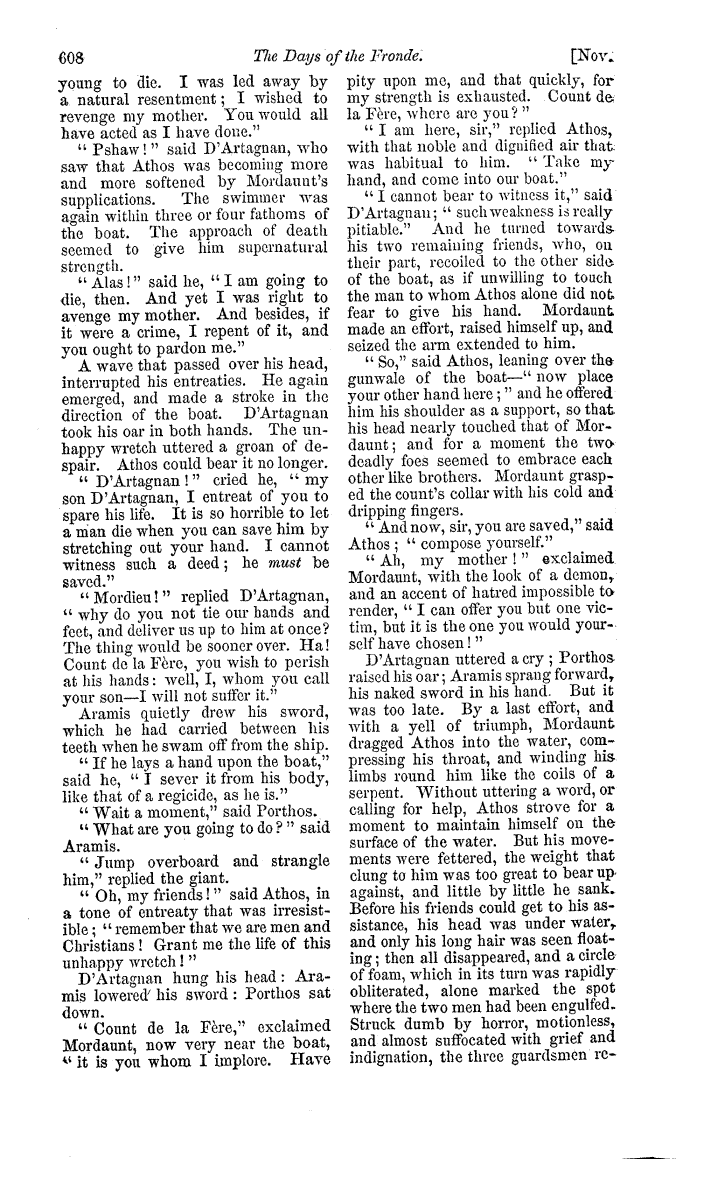 608
The Days of the Fronde.
[Nov.
young to die. I was led away by
a natural resentment; I wished to
revenge my mother. You would all
have acted as I have done."
" Pshaw!" said D'Artagnan, who
saw that Athos was becoming more
and more softened by Mordaunt's
supplications. The swimmer was
again within three or four fathoms of
the boat. The approach of death
seemed to give him supernatural
strength.
" Alas!" said he, " I am going to
die, then. And yet I was right to
avenge my mother. And besides, if
it were a crime, I repent of it, and
you ought to pardon me."
A wave that passed over his head,
interrupted his entreaties. He again
emerged, and made a stroke in the
direction of the boat. D'Artagnan
took his oar in both hands. The un-
happy wretch uttered a groan of de-
spair. Athos could bear it no longer.
" D'Artagnan!" cried he, " my
son D'Artagnan, I entreat of you to
spare his life. It is so horrible to let
a man die when you can save him by
stretching out your hand. I cannot
witness such a deed; he must be
saved."
" Mordieu!" replied D'Artagnan,
" why do you not tie our hands and
feet, and deliver us up to him at once?
The thing would be sooner over. Ha!
Count de la Fère, you wish to perish
at his hands: well, I, whom you call
your son—I will not suffer it."
Aramis quietly drew his sword,
which he had carried between his
teeth when he swam off from the ship.
" If he lays a hand upon the boat,"
said he, " I sever it from his body,
like that of a regicide, as he is."
" Wait a moment," said Porthos.
" What are you going to do?" said
Aramis.
" Jump overboard and strangle
him," replied the giant.
" Oh, my friends!" said Athos, in
a tone of entreaty that was irresist-
ible; " remember that we are men and
Christians! Grant me the life of this
unhappy wretch!"
D'Artagnan hung his head: Ara-
mis lowered his sword: Porthos sat
down.
" Count de la Fère," exclaimed
Mordaunt, now very near the boat,
" it is you whom I implore. Have
pity upon me, and that quickly, for
my strength is exhausted. Count de
la Fère, where are you?"
" I am here, sir," replied Athos,
with that noble and dignified air that
was habitual to him. " Take my
hand, and come into our boat."
" I cannot bear to witness it," said
D'Artagnan; " such weakness is really
pitiable." And he turned towards
his two remaining friends, who, on
their part, recoiled to the other side
of the boat, as if unwilling to touch
the man to whom Athos alone did not
fear to give his hand. Mordaunt
made an effort, raised himself up, and
seized the arm extended to him.
" So," said Athos, leaning over the
gunwale of the boat—" now place
your other hand here;" and he offered
him his shoulder as a support, so that
his head nearly touched that of Mor-
daunt; and for a moment the two
deadly foes seemed to embrace each
other like brothers. Mordaunt grasp-
ed the count's collar with his cold and
dripping fingers.
" And now, sir, you are saved," said
Athos; " compose yourself."
" Ah, my mother!" exclaimed
Mordaunt, with the look of a demon,
and an accent of hatred impossible to
render, " I can offer you but one vic-
tim, but it is the one you would your-
self have chosen!"
D'Artagnan uttered a cry; Porthos
raised his oar; Aramis sprang forward,
his naked sword in his hand. But it
was too late. By a last effort, and
with a yell of triumph, Mordaunt
dragged Athos into the water, com-
pressing his throat, and winding his
limbs round him like the coils of a
serpent. Without uttering a word, or
calling for help, Athos strove for a
moment to maintain himself on the
surface of the water. But his move-
ments were fettered, the weight that
clung to him was too great to bear up
against, and little by little he sank.
Before his friends could get to his as-
sistance, his head was under water,
and only his long hair was seen float-
ing; then all disappeared, and a circle
of foam, which in its turn was rapidly
obliterated, alone marked the spot
where the two men had been engulfed.
Struck dumb by horror, motionless,
and almost suffocated with grief and
indignation, the three guardsmen re-